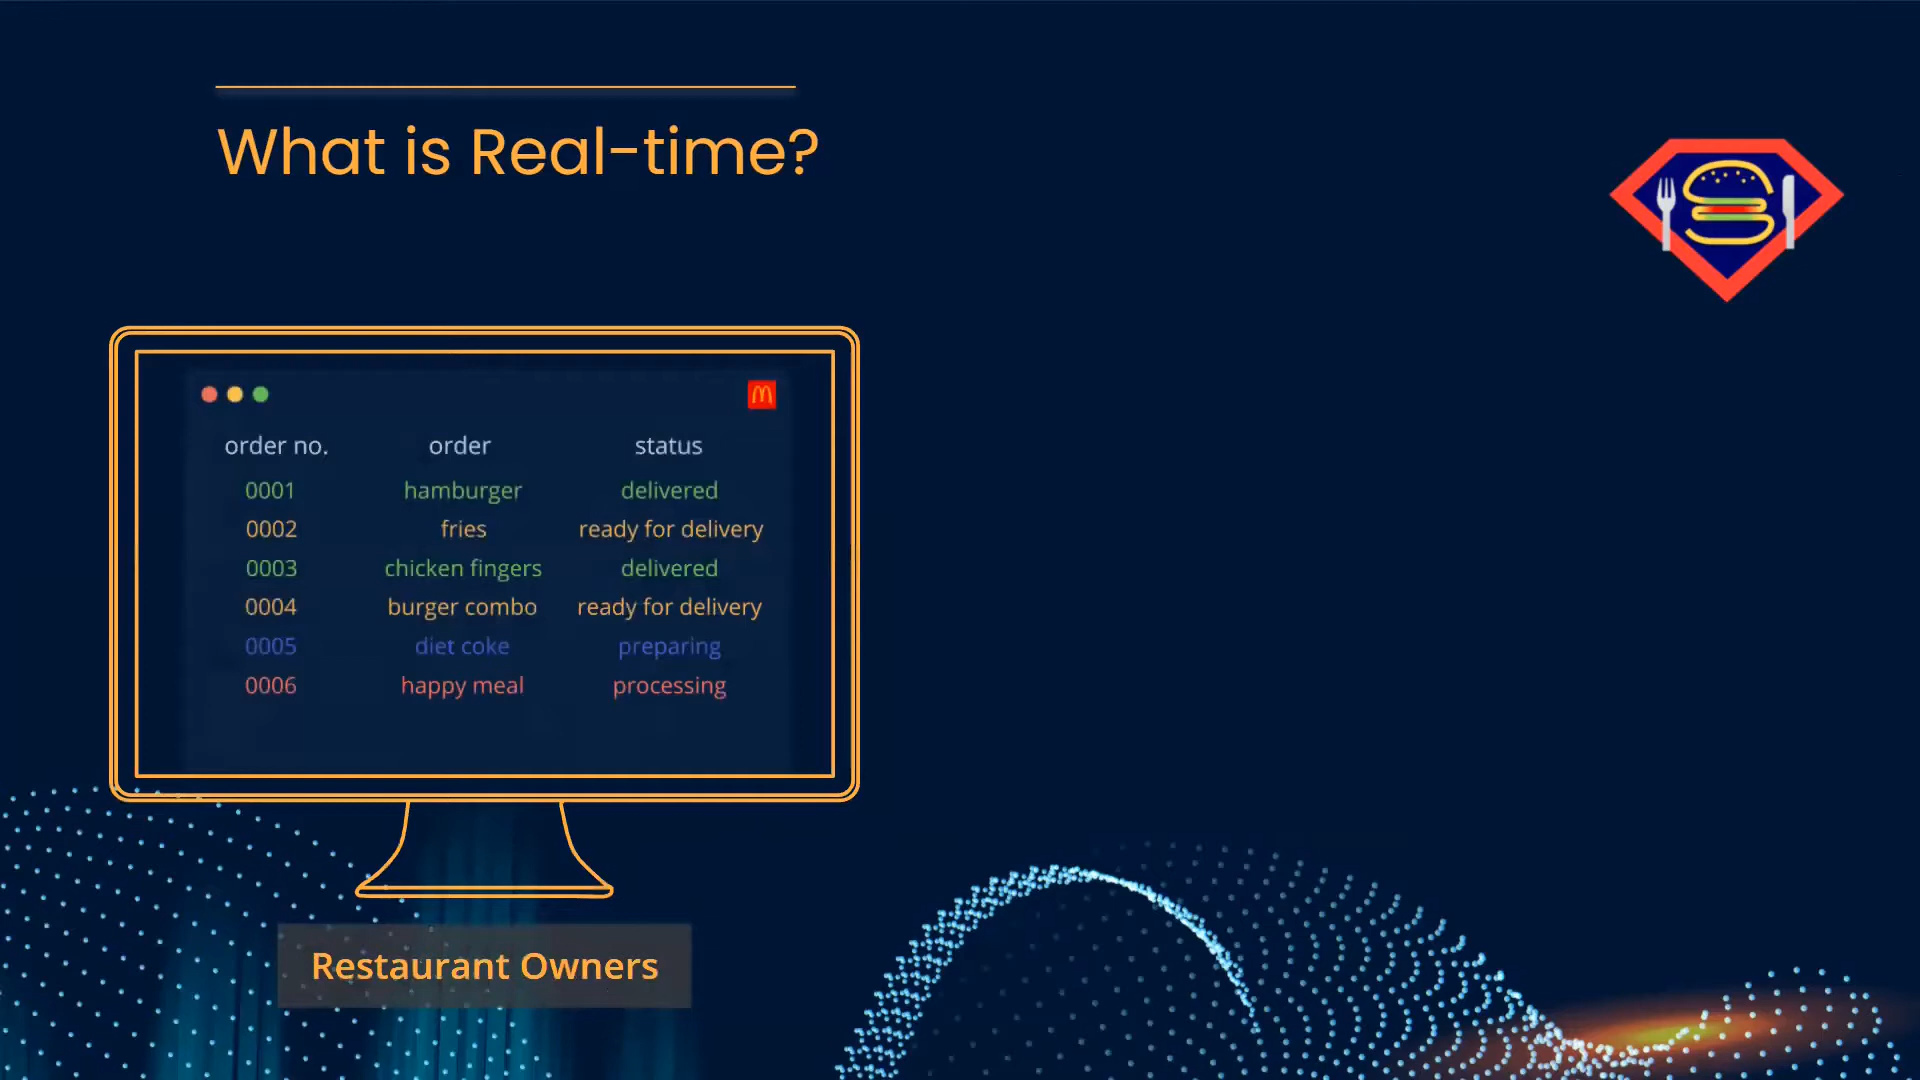 What is Real-time?
order no. order status
0001 hamburger delivered
0002 fries ready for delivery
0003 chicken fingers delivered
0004 burger combo ready for delivery
0005 diet coke preparing
0006 happy meal processing
Restaurant Owners